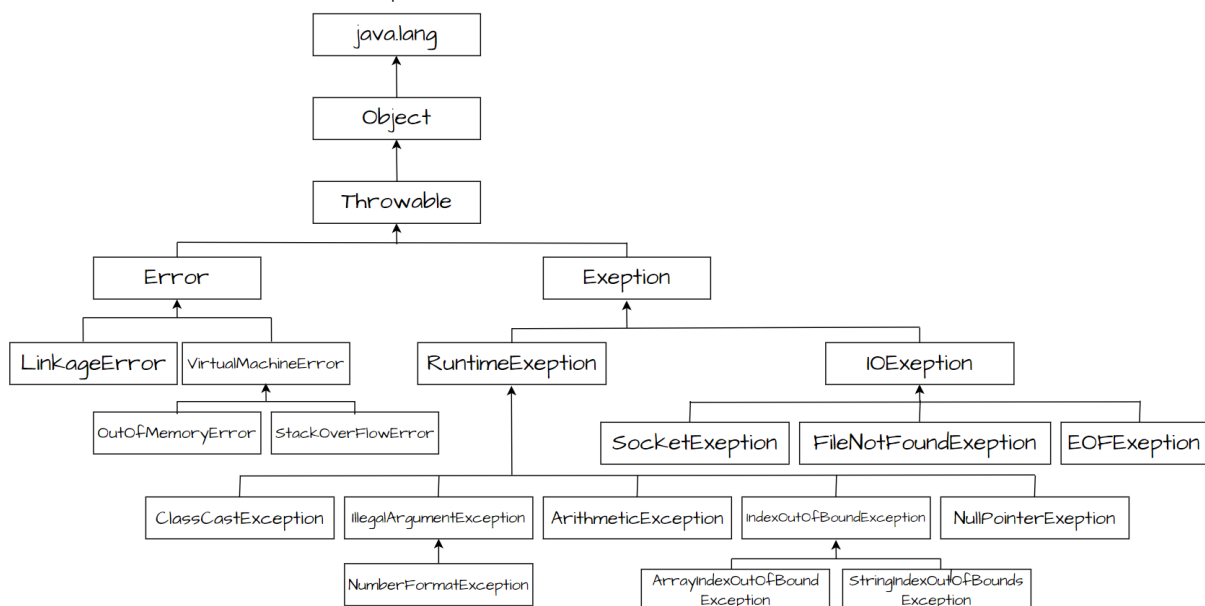 java.lang
Object
Throwable
Error
Exeption
LinkageError
VirtualMachineError
RuntimeExeption
IOExeption
OutOfMemoryError
StackOverFlowError
SocketExeption
FileNotFoundExeption
EOFExeption
ClassCastException
IllegalArgumentException
ArithmeticException
IndexOutOfBoundException
NullPointerExeption
NumberFormatException
ArrayIndexOutOfBound
Exception
StringIndexOutOfBounds
Exception